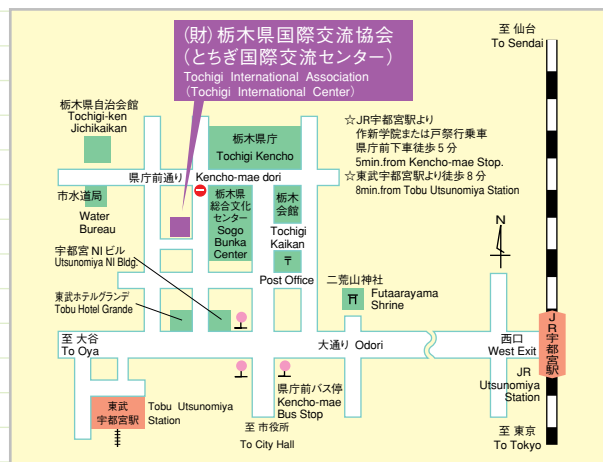 (財)栃木県国際交流協会
(とちぎ国際交流センター)
Tochigi International Association
(Tochigi International Center)
至 仙台
To Sendai
栃木県自治会館
Tochigi-ken
Jichikaikan
栃木県庁
Tochigi Kencho
☆JR宇都宮駅より
作新学院または戸祭行乗車
県庁前下車徒歩5分
5min.from Kencho-mae Stop.
☆東武宇都宮駅より徒歩8分
8min.from Tobu Utsunomiya Station
県庁前通り Kencho-mae dori
市水道局
Water
Bureau
栃木県
総合文化
センター
Sogo
Bunka
Center
栃木
会館
Tochigi
Kaikan
〒
Post Office
N
宇都宮NIビル
Utsunomiya NI Bldg.
東武ホテルグランデ
Tobu Hotel Grande
二荒山神社
Futaarayama
Shrine
至 大谷
To Oya
大通り Odori
西口
West Exit
JR宇都宮駅
JR
Utsunomiya
Station
県庁前バス停
Kencho-mae
Bus Stop
東武
宇都宮駅
Tobu Utsunomiya
Station
至 市役所
To City Hall
至 東京
To Tokyo